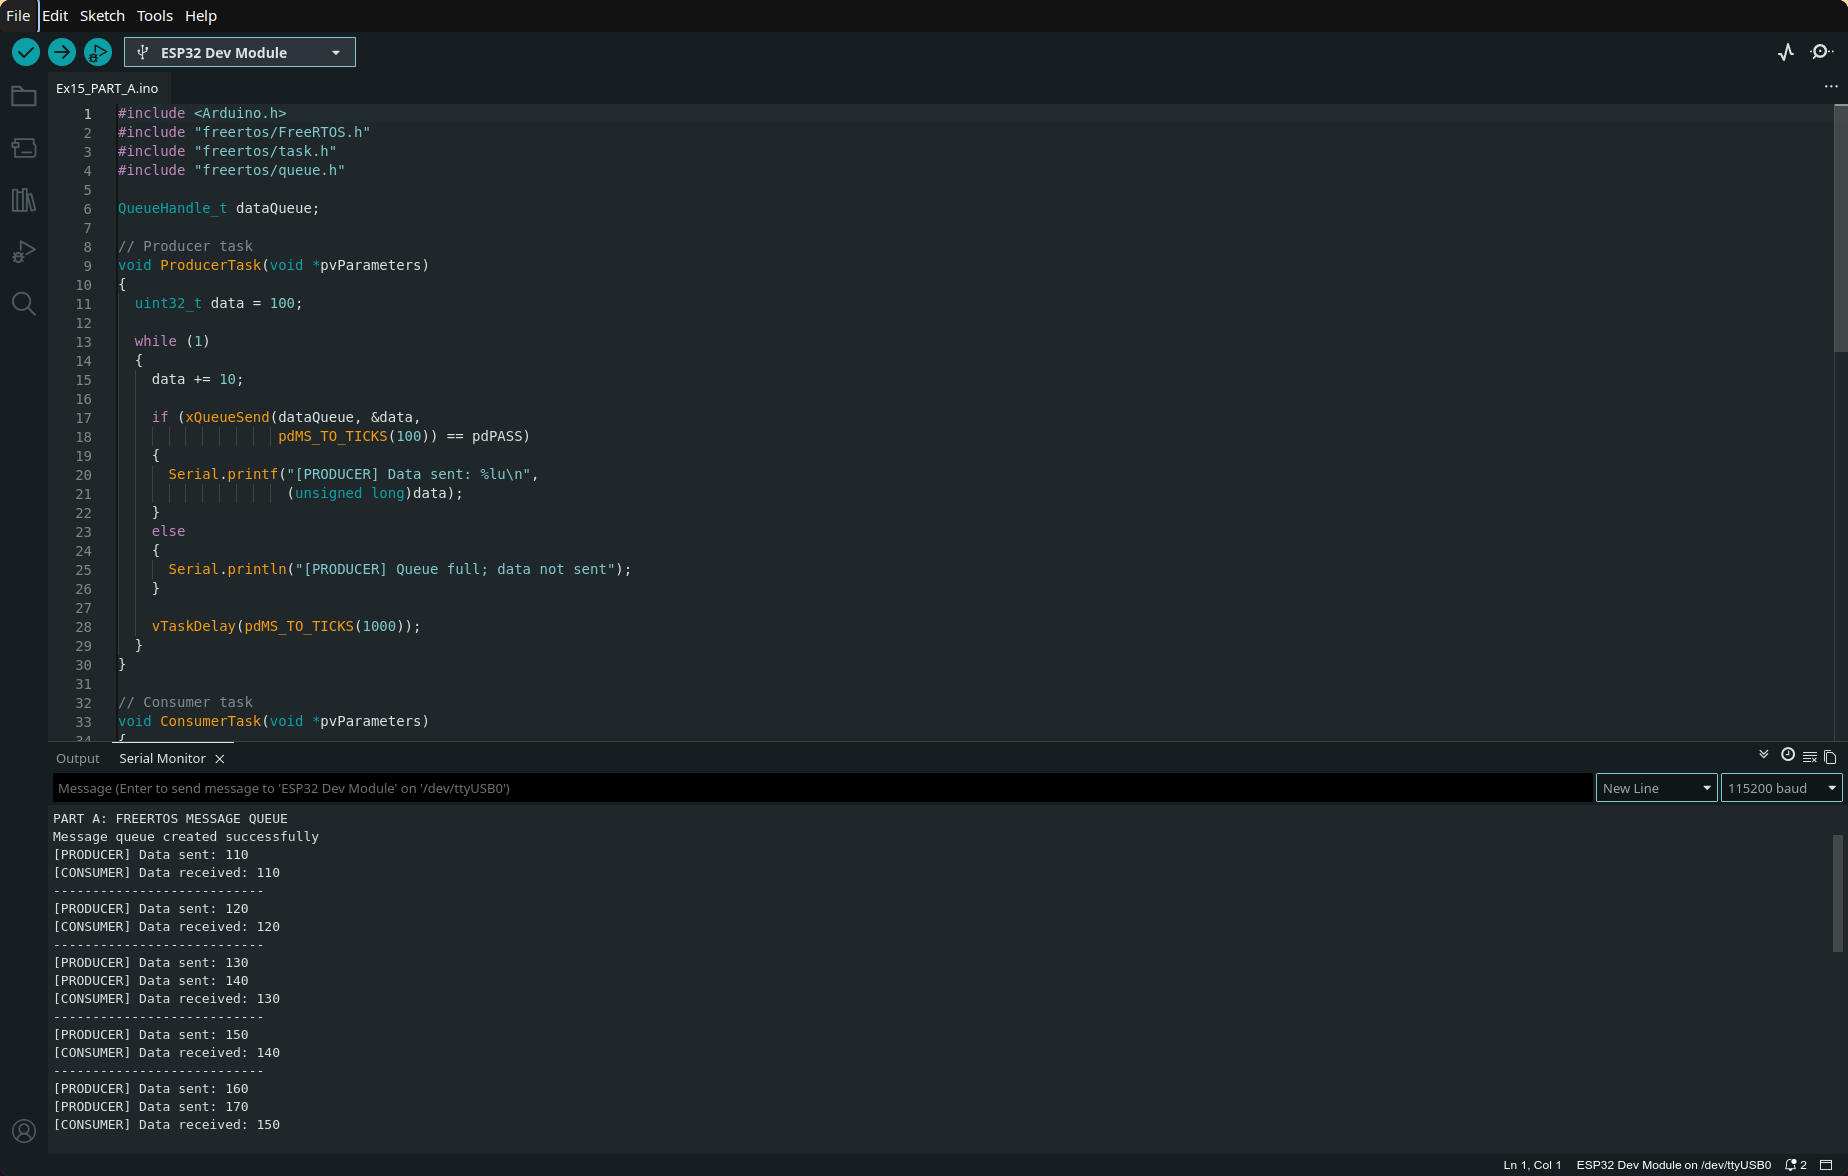 File Edit Sketch Tools Help
ESP32 Dev Module
Ex15_PART_A.ino
1 #include <Arduino.h>
2 #include "freertos/FreeRTOS.h"
3 #include "freertos/task.h"
4 #include "freertos/queue.h"
5
6 QueueHandle_t dataQueue;
7
8 // Producer task
9 void ProducerTask(void *pvParameters)
10 {
11   uint32_t data = 100;
12
13   while (1)
14   {
15     data += 10;
16
17     if (xQueueSend(dataQueue, &data,
18                    pdMS_TO_TICKS(100)) == pdPASS)
19     {
20       Serial.printf("[PRODUCER] Data sent: %lu\n",
21                     (unsigned long)data);
22     }
23     else
24     {
25       Serial.println("[PRODUCER] Queue full; data not sent");
26     }
27
28     vTaskDelay(pdMS_TO_TICKS(1000));
29   }
30 }
31
32 // Consumer task
33 void ConsumerTask(void *pvParameters)
34 {
Output Serial Monitor
Message (Enter to send message to 'ESP32 Dev Module' on '/dev/ttyUSB0') New Line 115200 baud
PART A: FREERTOS MESSAGE QUEUE
Message queue created successfully
[PRODUCER] Data sent: 110
[CONSUMER] Data received: 110
---------------------------
[PRODUCER] Data sent: 120
[CONSUMER] Data received: 120
---------------------------
[PRODUCER] Data sent: 130
[PRODUCER] Data sent: 140
[CONSUMER] Data received: 130
---------------------------
[PRODUCER] Data sent: 150
[CONSUMER] Data received: 140
---------------------------
[PRODUCER] Data sent: 160
[PRODUCER] Data sent: 170
[CONSUMER] Data received: 150
Ln 1, Col 1 ESP32 Dev Module on /dev/ttyUSB0 2